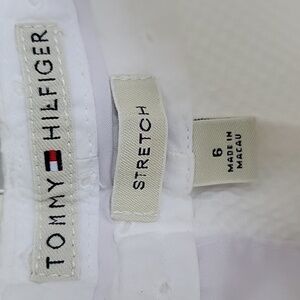 TOMMY HILFIGER
STRETCH
6
MADE IN
MACAU